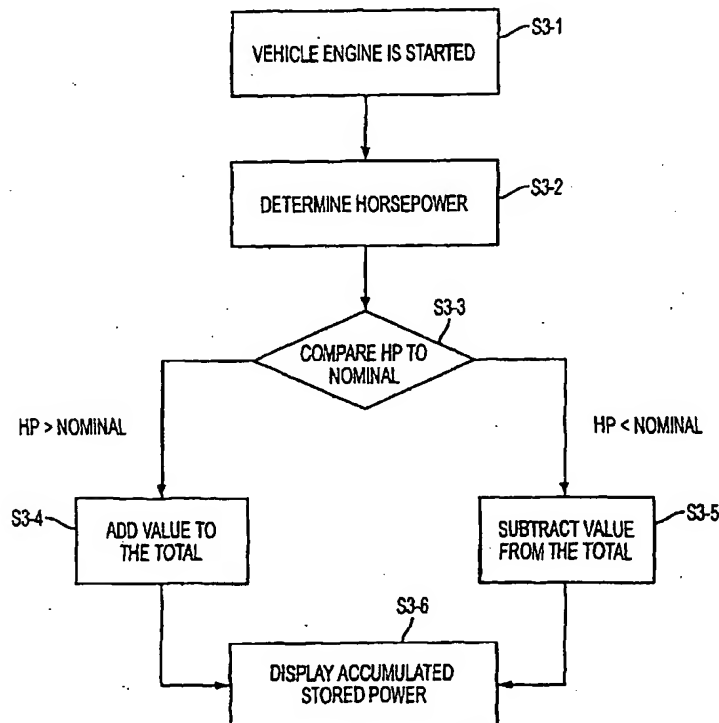 S3-1
VEHICLE ENGINE IS STARTED
S3-2
DETERMINE HORSEPOWER
S3-3
COMPARE HP TO
NOMINAL
HP > NOMINAL
HP < NOMINAL
S3-4
ADD VALUE TO
THE TOTAL
S3-5
SUBTRACT VALUE
FROM THE TOTAL
S3-6
DISPLAY ACCUMULATED
STORED POWER